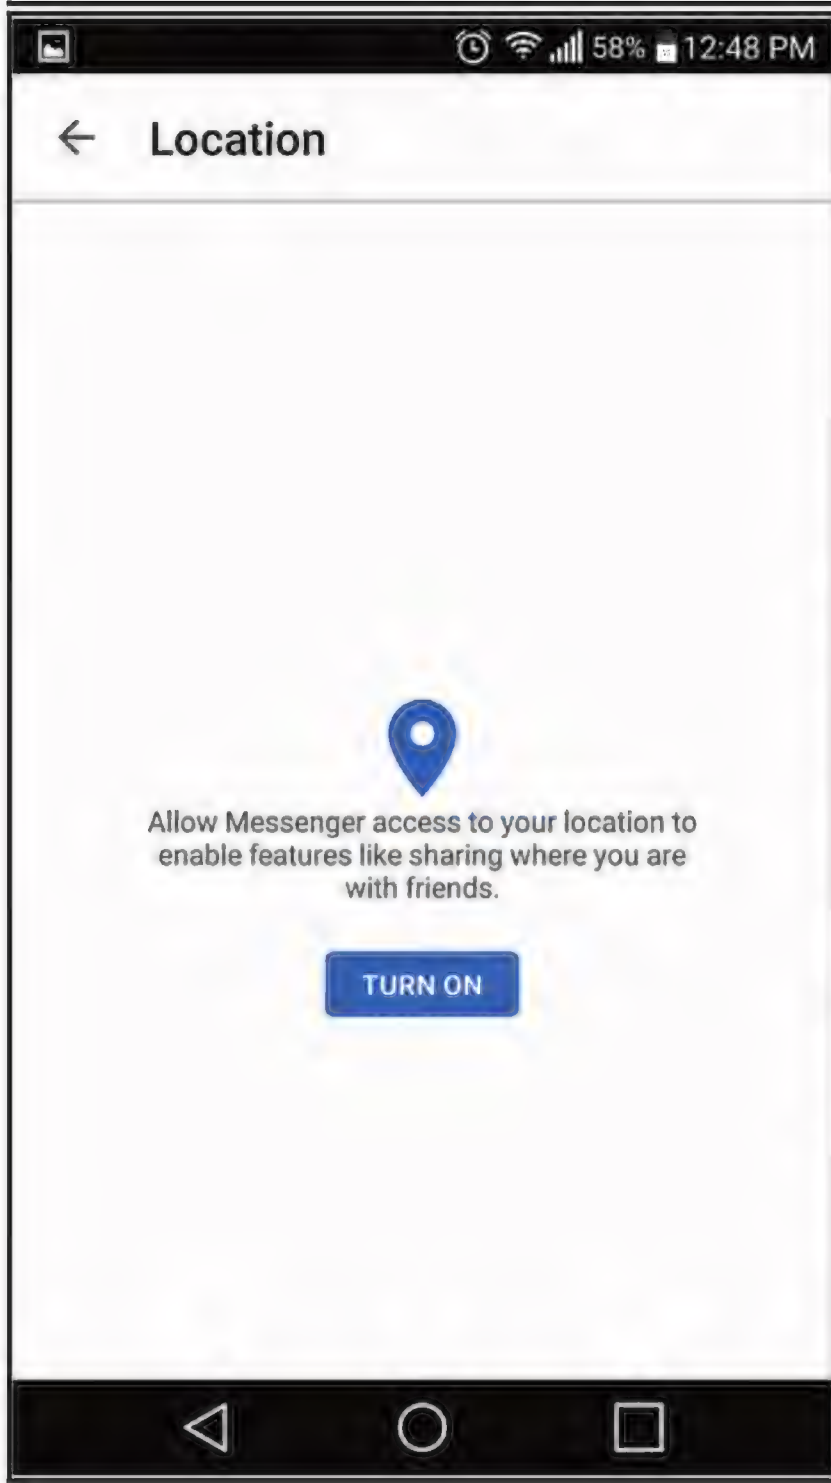 58% 12:48 PM
Location
Allow Messenger access to your location to
enable features like sharing where you are
with friends.
TURN ON